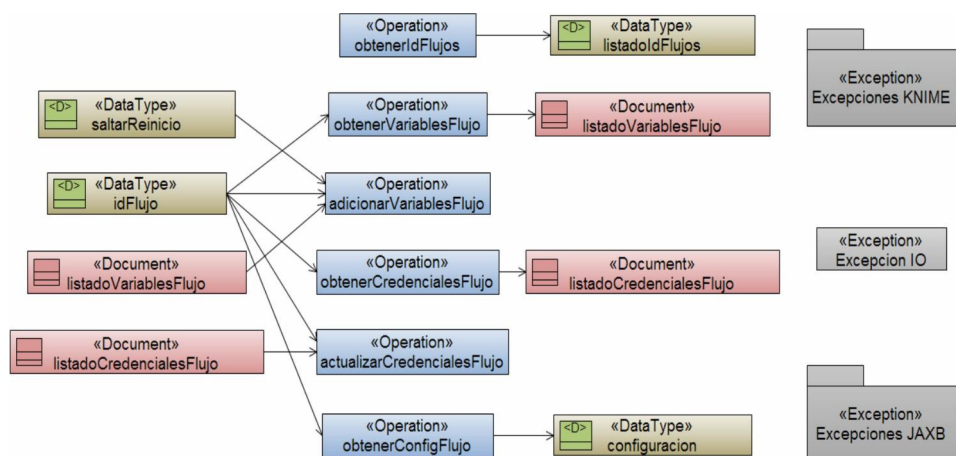 «Operation»
obtenerIdFlujos
<D>
«DataType»
listadoIdFlujos
«Exception»
Excepciones KNIME
<D>
«DataType»
saltarReinicio
«Operation»
obtenerVariablesFlujo
«Document»
listadoVariablesFlujo
<D>
«DataType»
idFlujo
«Operation»
adicionarVariablesFlujo
«Exception»
Excepcion IO
«Document»
listadoVariablesFlujo
«Operation»
obtenerCredencialesFlujo
«Document»
listadoCredencialesFlujo
«Document»
listadoCredencialesFlujo
«Operation»
actualizarCredencialesFlujo
«Operation»
obtenerConfigFlujo
<D>
«DataType»
configuracion
«Exception»
Excepciones JAXB